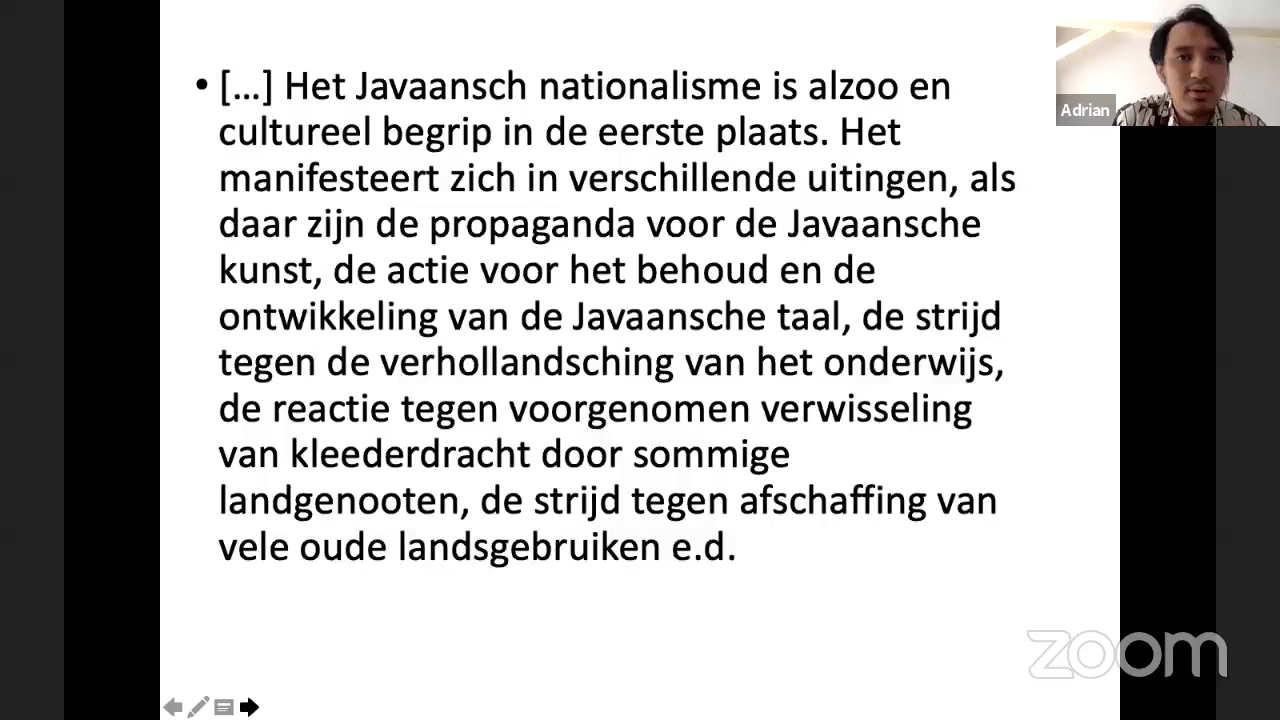 • […] Het Javaansch nationalisme is alzoo en
cultureel begrip in de eerste plaats. Het
manifesteert zich in verschillende uitingen, als
daar zijn de propaganda voor de Javaansche
kunst, de actie voor het behoud en de
ontwikkeling van de Javaansche taal, de strijd
tegen de verhollandsching van het onderwijs,
de reactie tegen voorgenomen verwisseling
van kleederdracht door sommige
landgenooten, de strijd tegen afschaffing van
vele oude landsgebruiken e.d.
Adrian
zoom